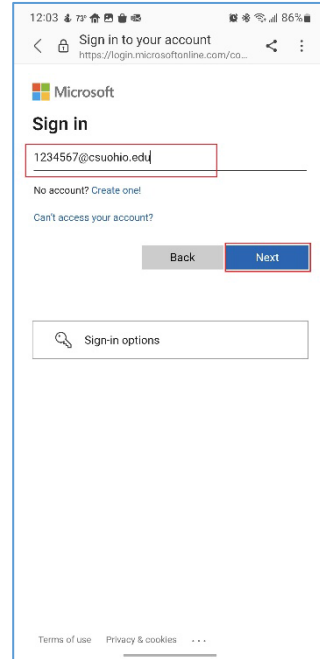 12:03 73° 86%
Sign in to your account
https://login.microsoftonline.com/co...
Microsoft
Sign in
1234567@csuohio.edu
No account? Create one!
Can't access your account?
Back Next
Sign-in options
Terms of use Privacy & cookies ...